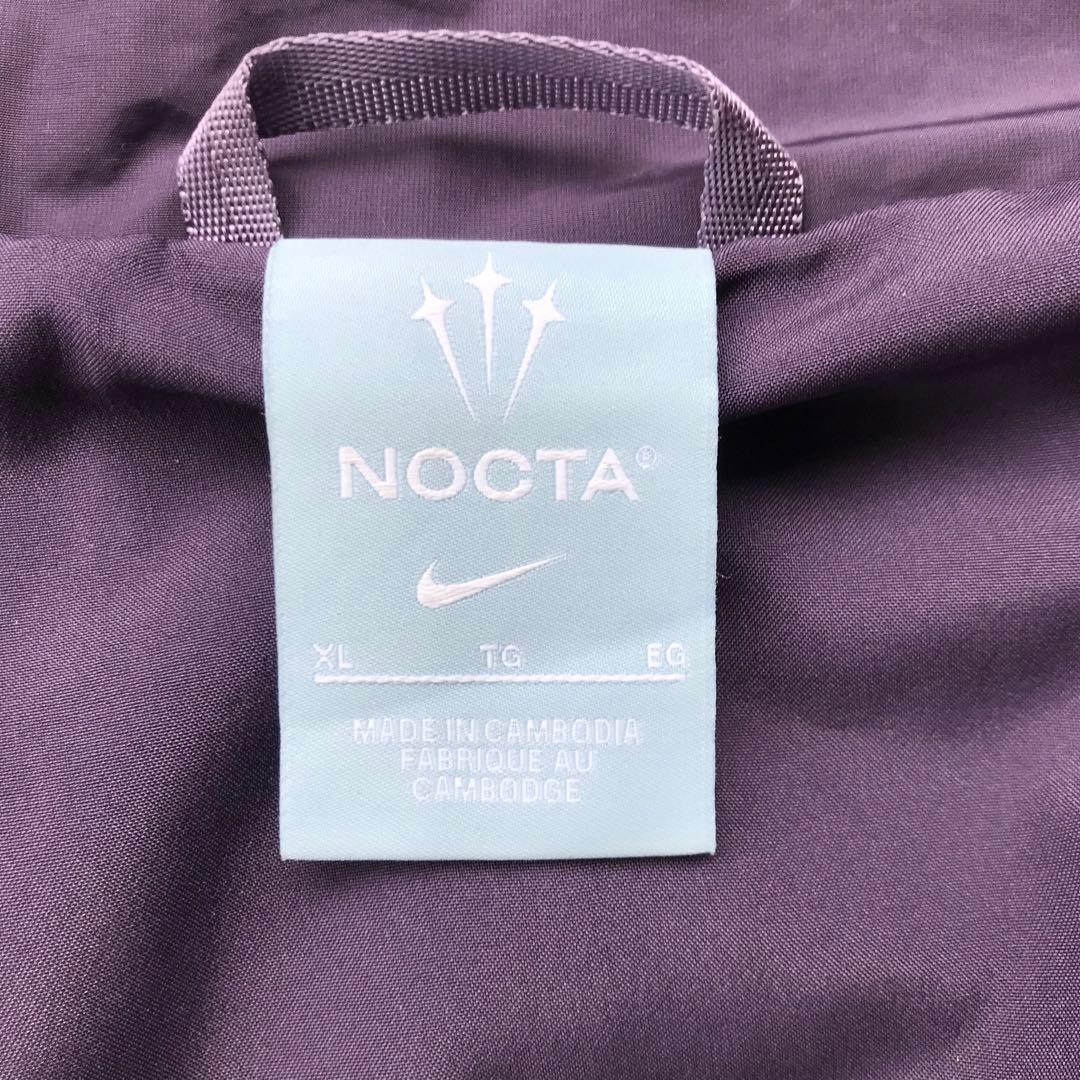 NOCTA®
XL TG EG
MADE IN CAMBODIA
FABRIQUE AU
CAMBODGE